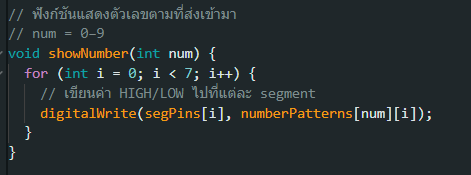 // ฟังก์ชันแสดงตัวเลขตามที่ส่งเข้ามา
// num = 0–9
void showNumber(int num) {
  for (int i = 0; i < 7; i++) {
    // เขียนค่า HIGH/LOW ไปที่แต่ละ segment
    digitalWrite(segPins[i], numberPatterns[num][i]);
  }
}